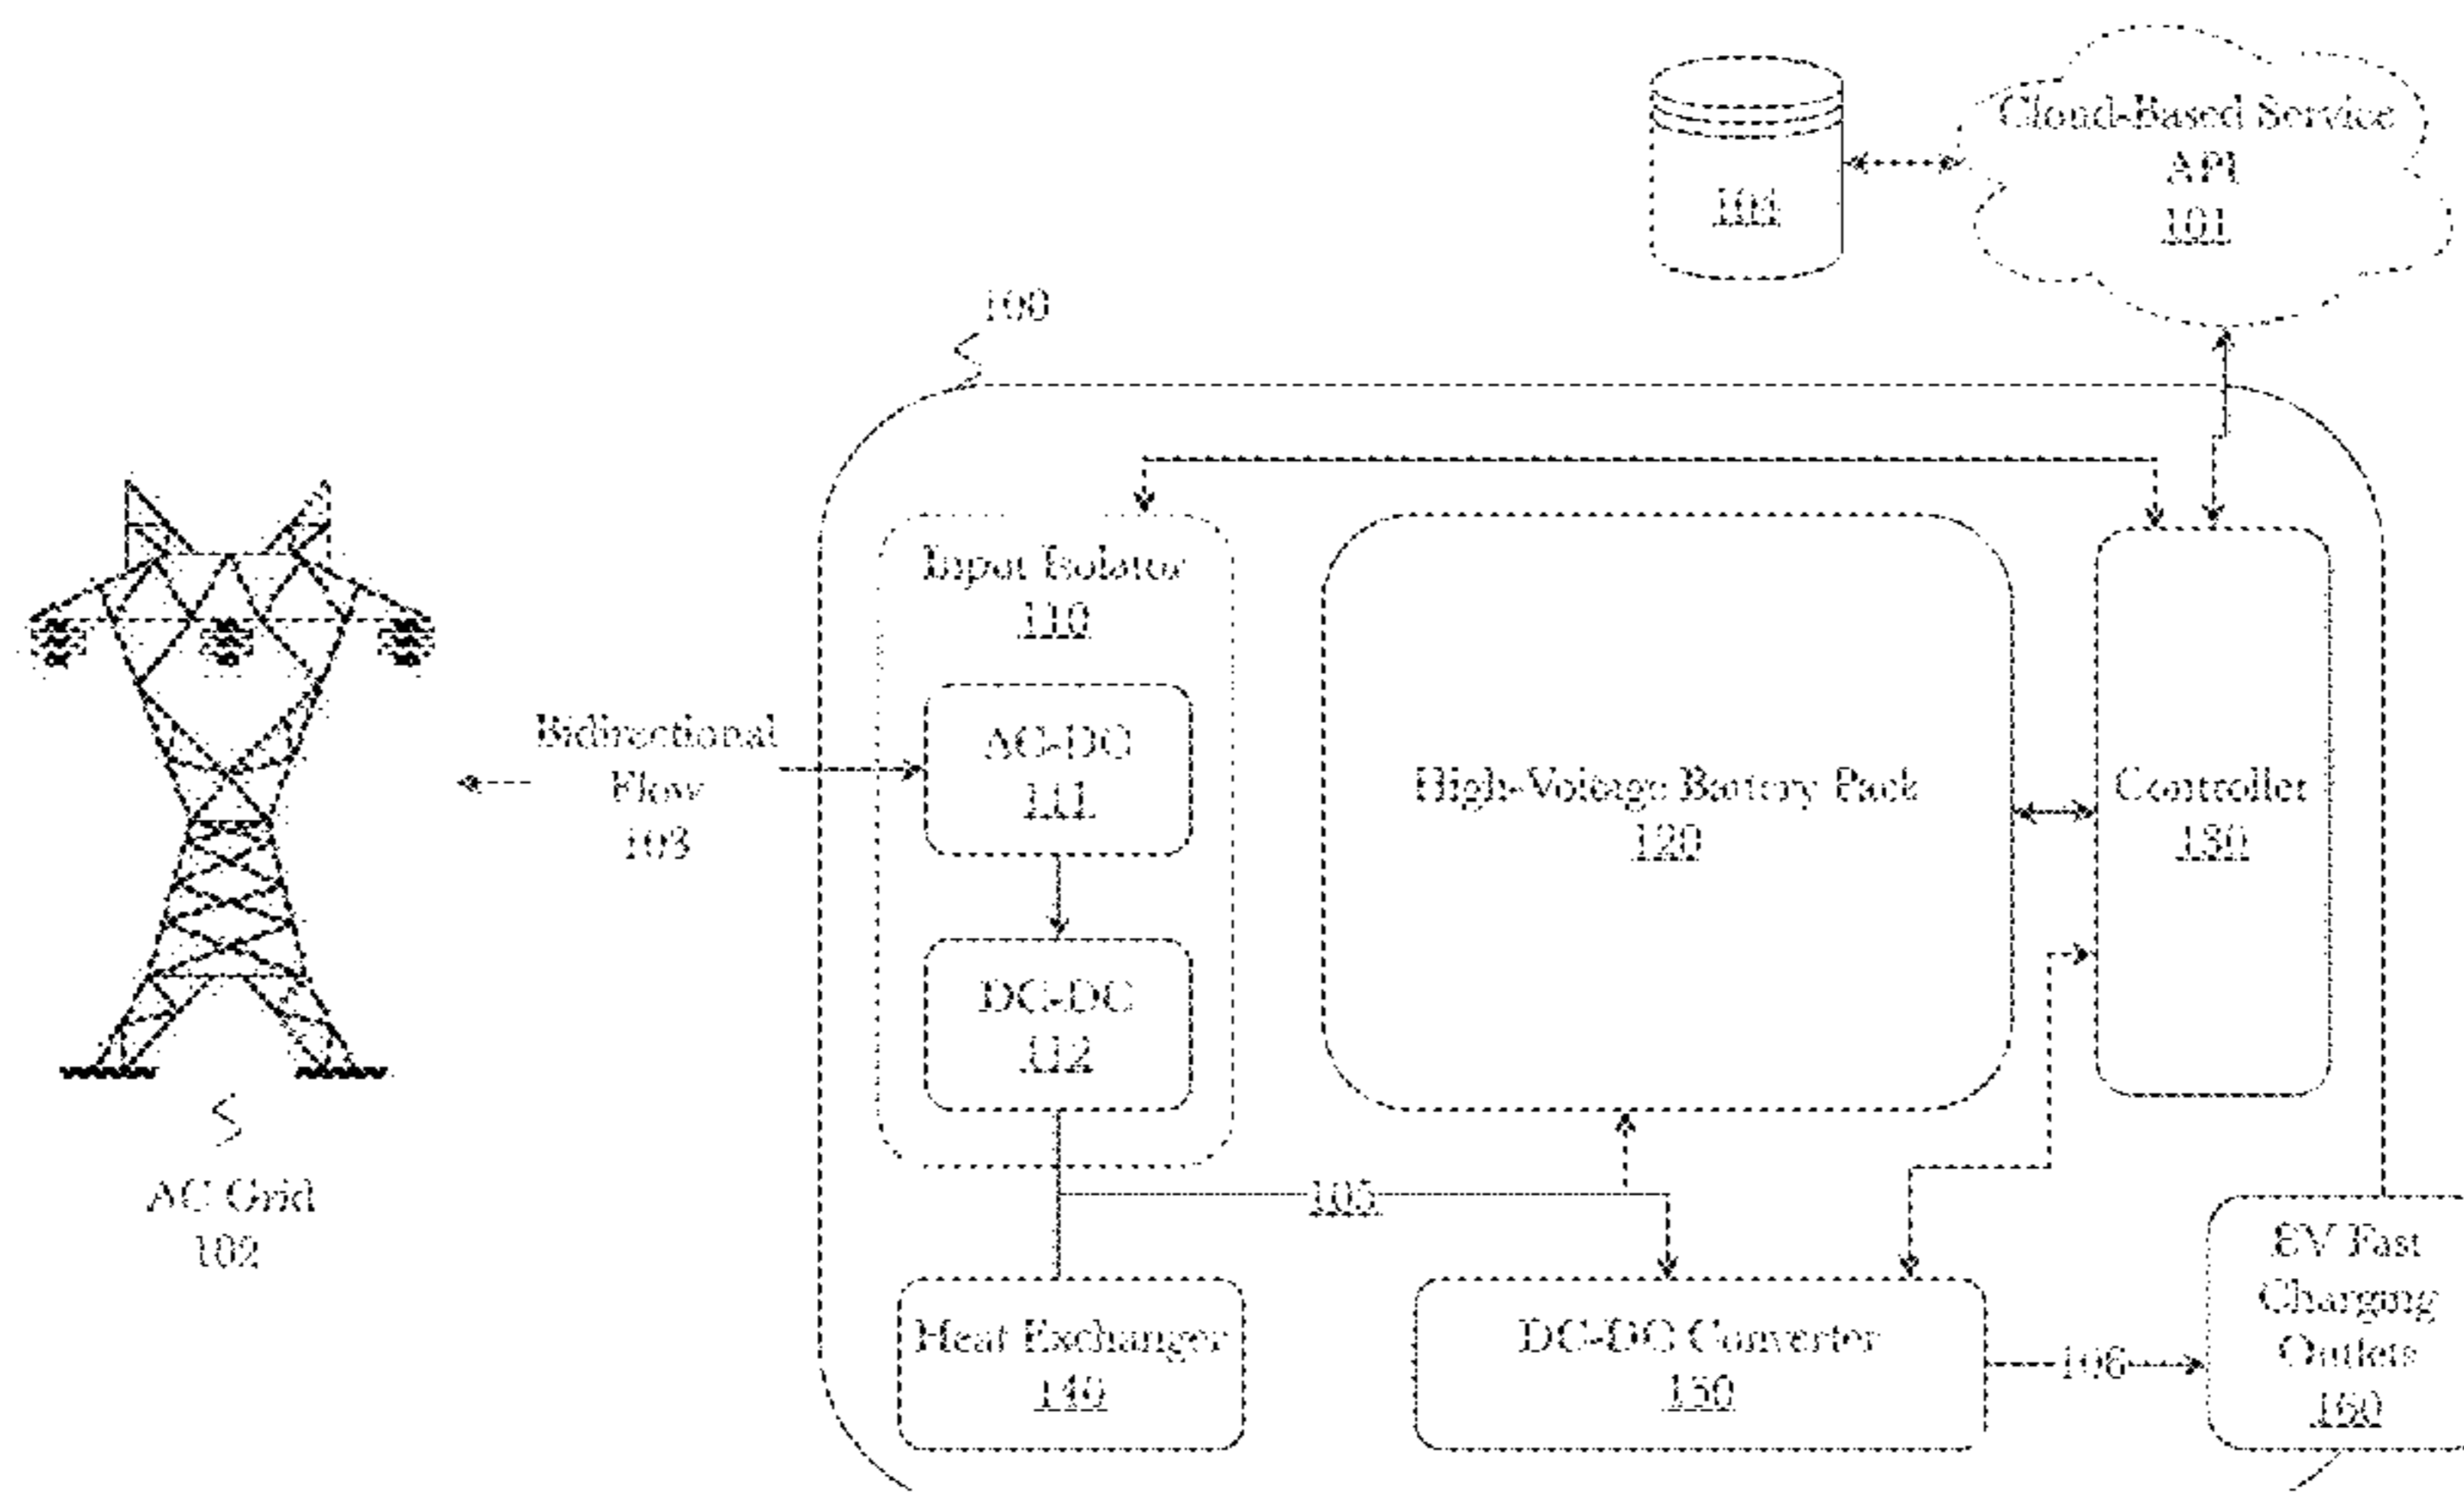 Cloud-Based Service
API
101
104
100
Input Isolator
110
AC-DC
111
DC-DC
112
High-Voltage Battery Pack
120
Controller
130
Bidirectional
Flow
103
AC Grid
102
105
Heat Exchanger
140
DC-DC Converter
150
106
EV Fast
Charging
Outlets
160